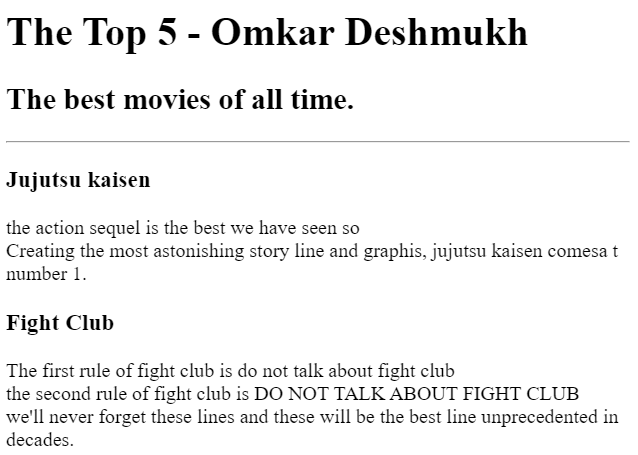 The Top 5 - Omkar Deshmukh
The best movies of all time.
Jujutsu kaisen
the action sequel is the best we have seen so
Creating the most astonishing story line and graphis, jujutsu kaisen comesa t
number 1.
Fight Club
The first rule of fight club is do not talk about fight club
the second rule of fight club is DO NOT TALK ABOUT FIGHT CLUB
we'll never forget these lines and these will be the best line unprecedented in
decades.